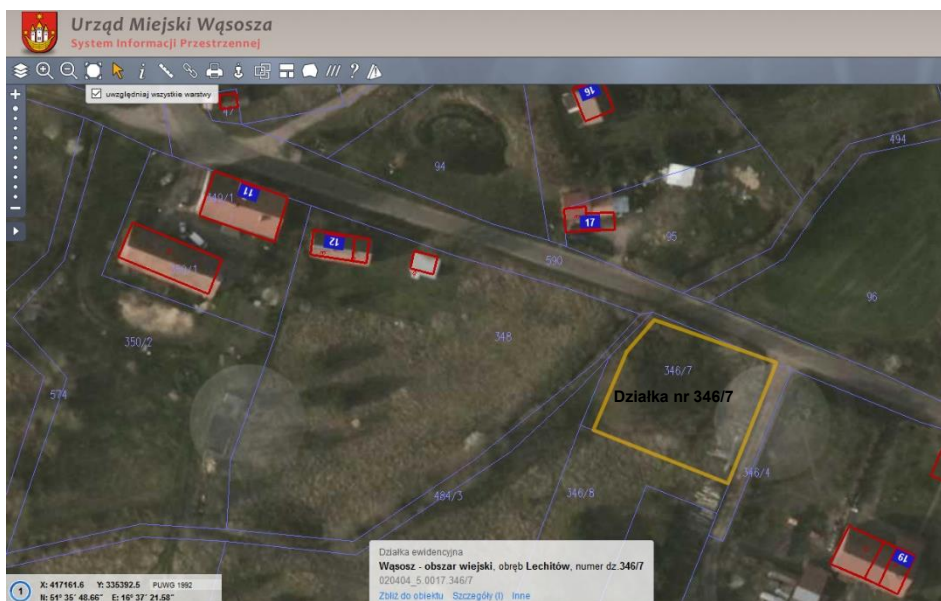 Urząd Miejski Wąsosza
System Informacji Przestrzennej
uwzględniaj wszystkie warstwy
47
16
494
94
11
17
95
12
590
96
350/2
348
346/7
Działka nr 346/7
574
484/3
346/8
346/4
19
Działka ewidencyjna
Wąsosz - obszar wiejski, obręb Lechitów, numer dz.346/7
020404_5.0017.346/7
Zbliż do obiektu Szczegóły (I) Inne
1
X: 417161.6 Y: 335392.5 PUWG 1992
N: 51° 35' 48.66" E: 16° 37' 21.58"